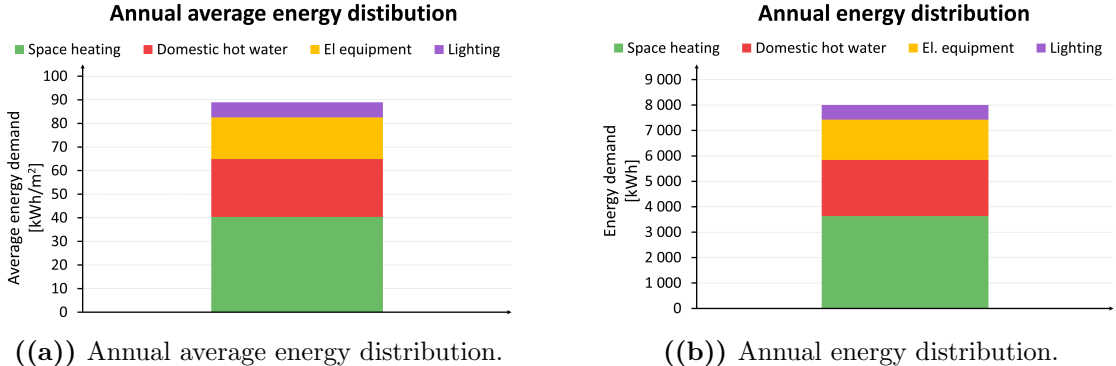 Annual average energy distibution
Space heating Domestic hot water El equipment Lighting
100
90
80
70
60
50
40
30
20
10
0
Average energy demand
[kWh/m²]
((a)) Annual average energy distribution.
Annual energy distribution
Space heating Domestic hot water El. equipment Lighting
9 000
8 000
7 000
6 000
5 000
4 000
3 000
2 000
1 000
0
Energy demand
[kWh]
((b)) Annual energy distribution.